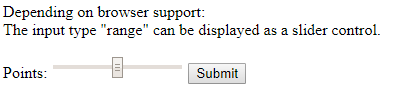 Depending on browser support:
The input type "range" can be displayed as a slider control.
Points: Submit